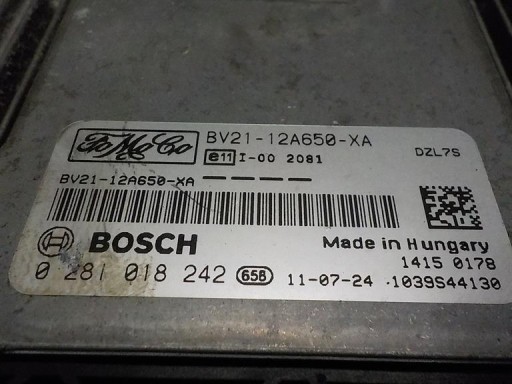 FoMoCo BV21-12A650-XA DZL7S
e11 I-00 2081
BV21-12A650-XA
BOSCH Made in Hungary
1415 0178
0 281 018 242 65B 11-07-24 .1039S44130